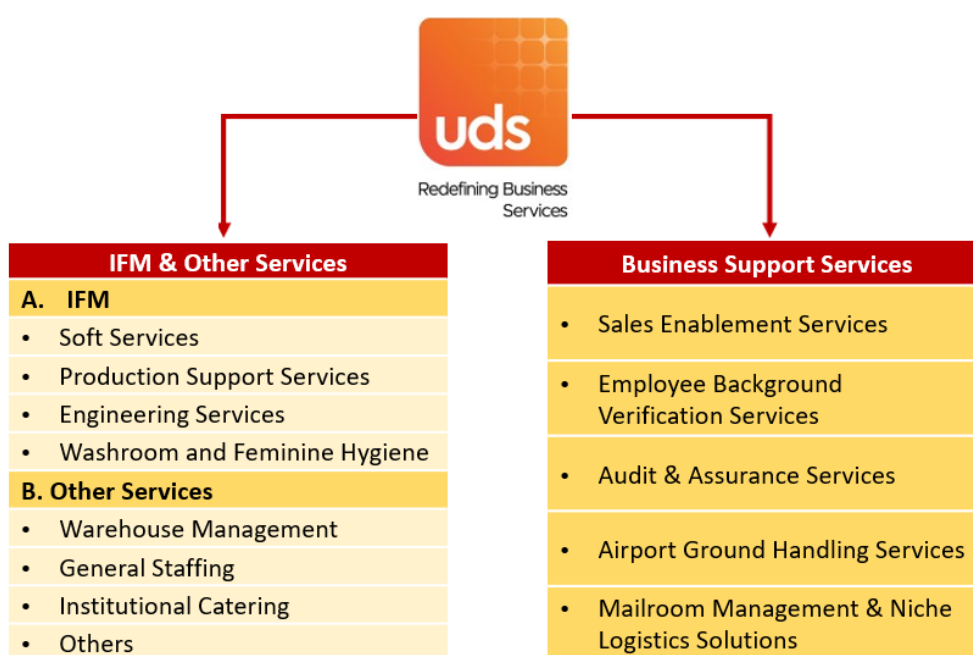 uds
Redefining Business
Services
IFM & Other Services
A. IFM
• Soft Services
• Production Support Services
• Engineering Services
• Washroom and Feminine Hygiene
B. Other Services
• Warehouse Management
• General Staffing
• Institutional Catering
• Others
Business Support Services
• Sales Enablement Services
• Employee Background
Verification Services
• Audit & Assurance Services
• Airport Ground Handling Services
• Mailroom Management & Niche
Logistics Solutions